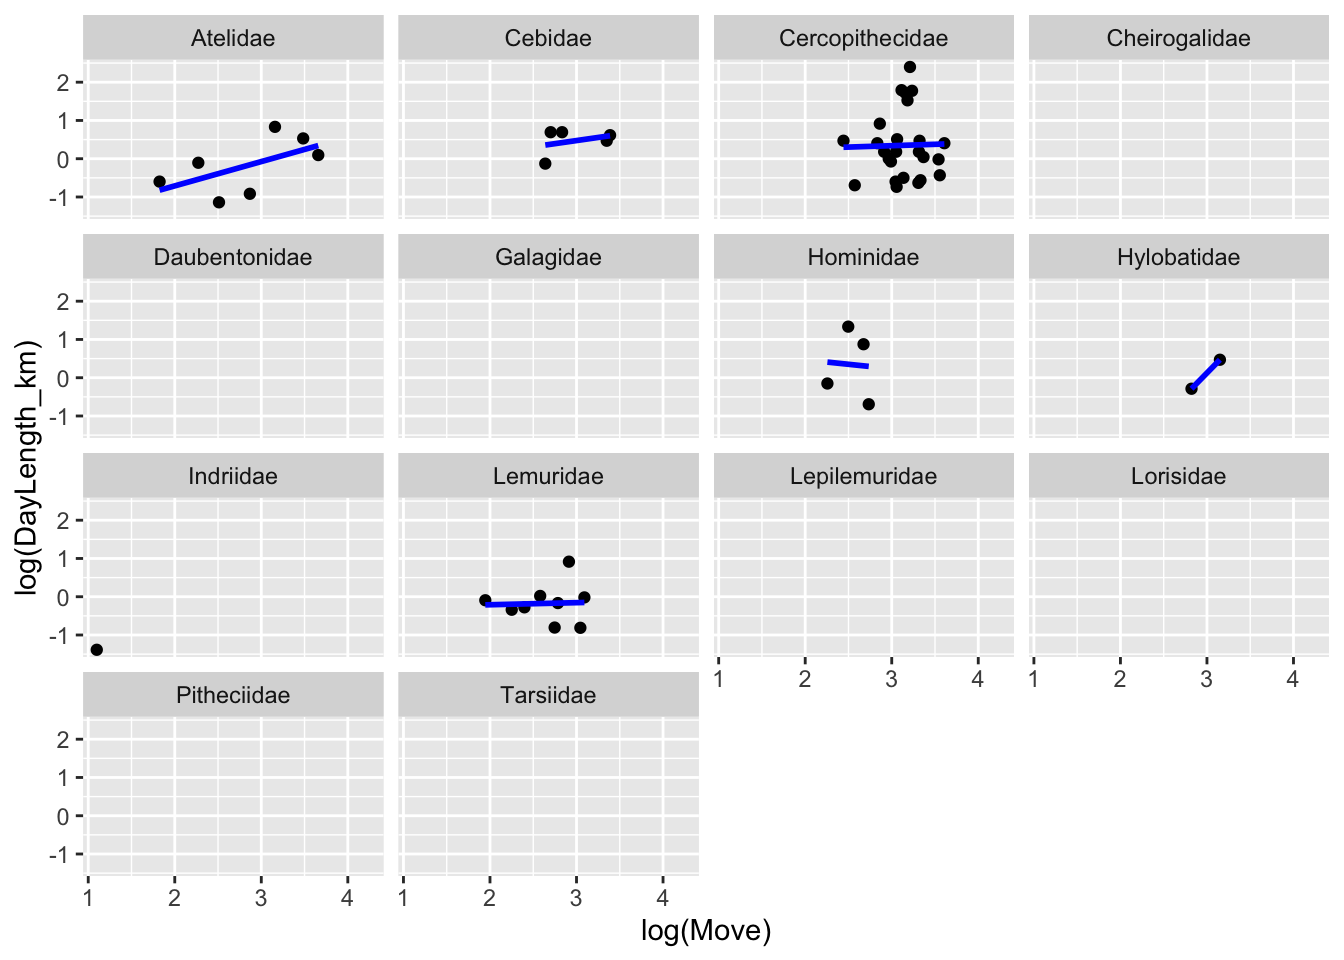 Atelidae Cebidae Cercopithecidae Cheirogalidae
2
1
0
-1
Daubentonidae Galagidae Hominidae Hylobatidae
2
1
0
-1
Indriidae Lemuridae Lepilemuridae Lorisidae
2
1
0
-1
1 2 3 4 1 2 3 4
Pitheciidae Tarsiidae
2
1
0
-1
1 2 3 4 1 2 3 4
log(Move)
log(DayLength_km)